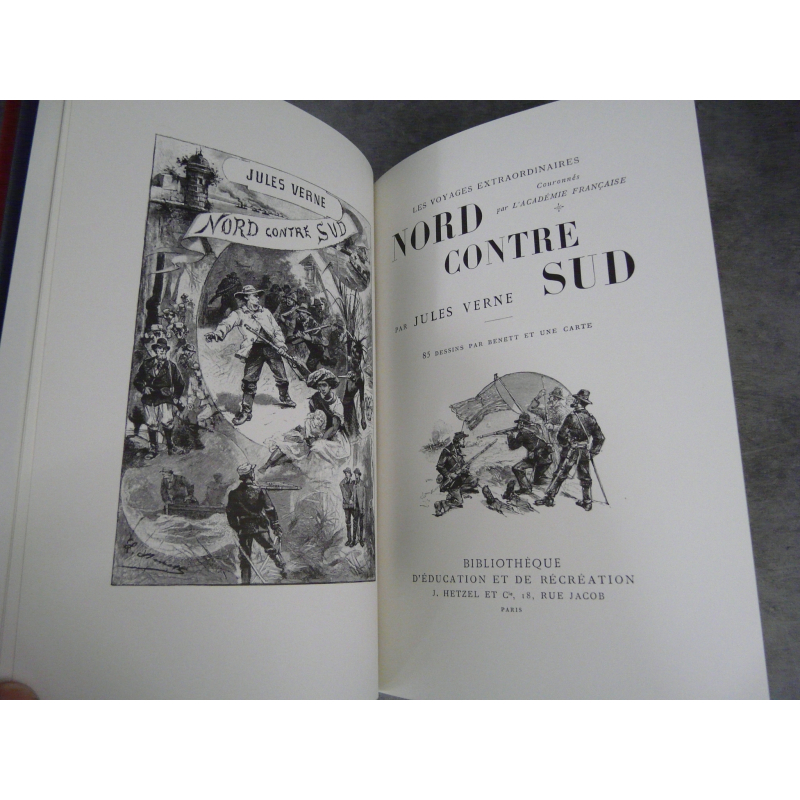 JULES VERNE
NORD CONTRE SUD
LES VOYAGES EXTRAORDINAIRES
Couronnés
par L'ACADÉMIE FRANÇAISE
NORD
CONTRE
SUD
PAR JULES VERNE
85 DESSINS PAR BENETT ET UNE CARTE
BIBLIOTHÈQUE
D'ÉDUCATION ET DE RÉCRÉATION
J. HETZEL ET Cie, 18, RUE JACOB
PARIS